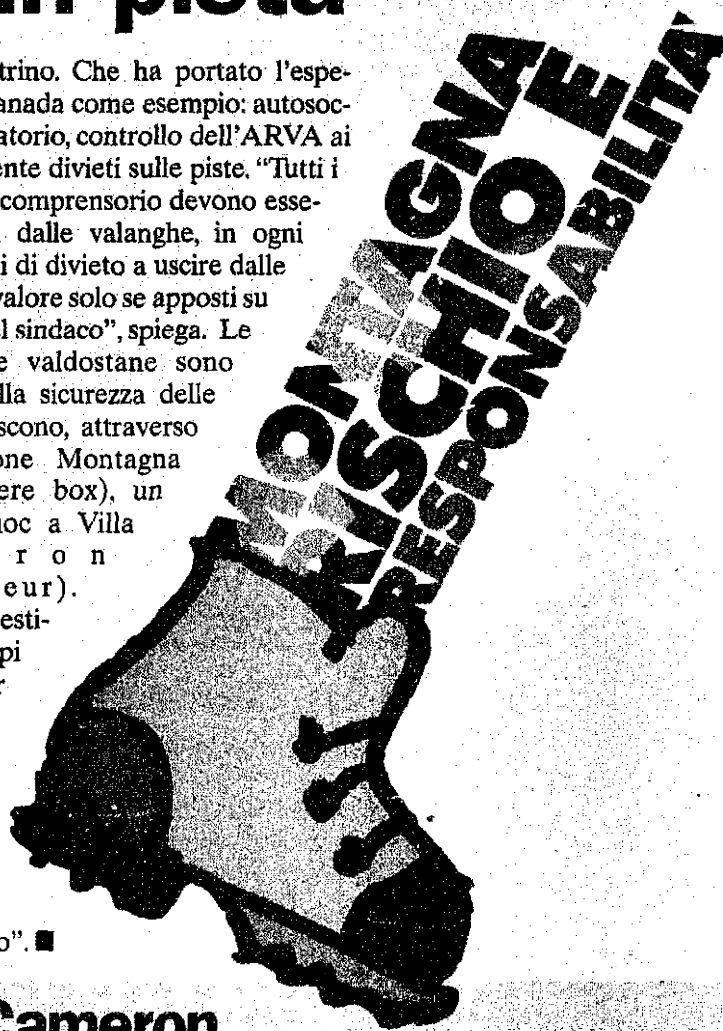 in pista
trino. Che ha portato l'espe-
anada come esempio: autosoc-
atorio, controllo dell'ARVA ai
ente divieti sulle piste. "Tutti i
comprensorio devono esse-
dalle valanghe, in ogni
i di divieto a uscire dalle
valore solo se apposti su
l sindaco", spiega. Le
e valdostane sono
lla sicurezza delle
scono, attraverso
one Montagna
ere box), un
hoc a Villa
r o n
eur).
esti-
pi
r
o".
Cameron
MONTAGNA
RISCHIO E
RESPONSABILITA'